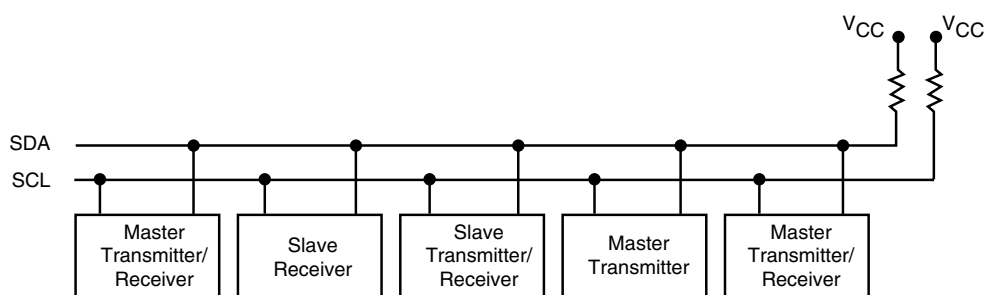 VCC VCC
SDA
SCL
Master
Transmitter/
Receiver
Slave
Receiver
Slave
Transmitter/
Receiver
Master
Transmitter
Master
Transmitter/
Receiver